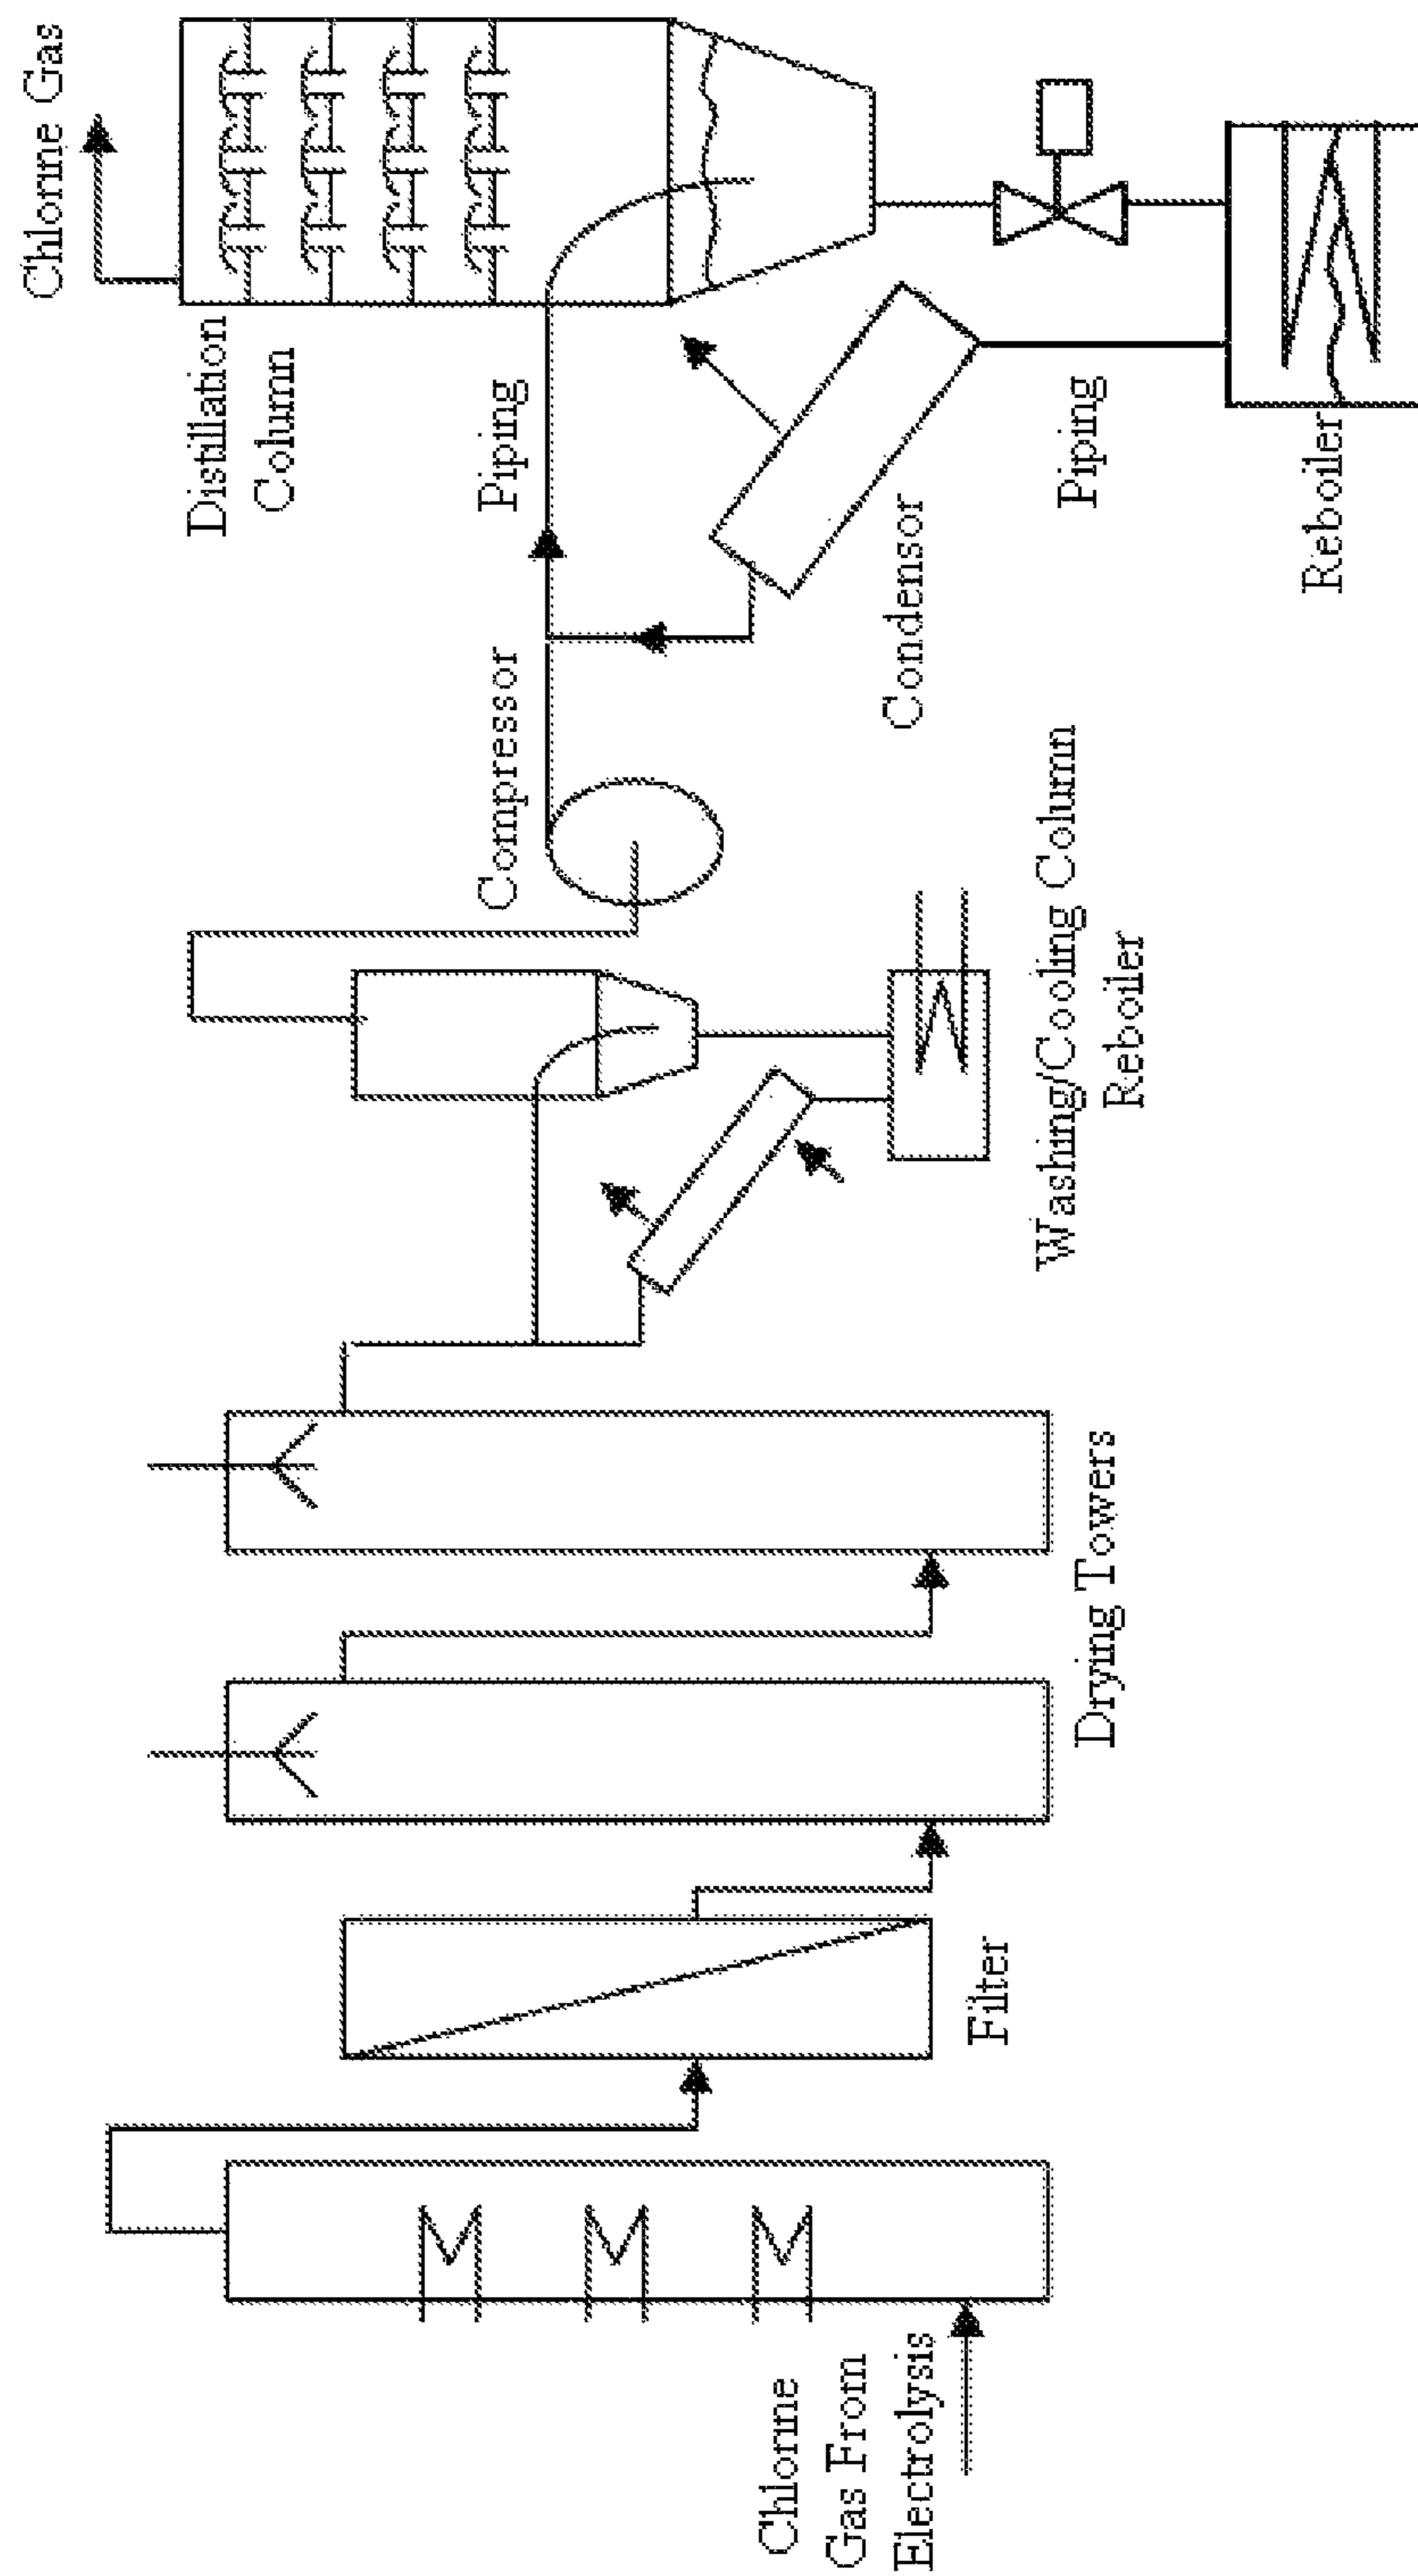 Chlorine
Gas From
Electrolysis
Filter
Drying Towers
Washing/Cooling Column
Reboiler
Compressor
Condensor
Piping
Distillation
Column
Chlorine Gas
Piping
Reboiler